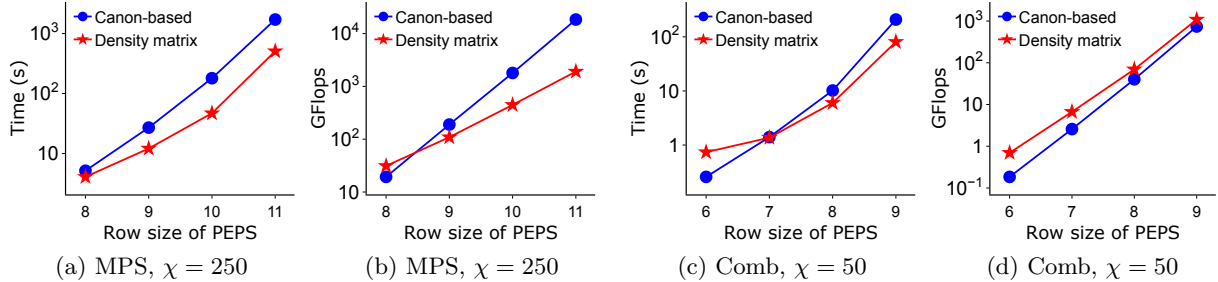 Time (s)
10³
10²
10
Canon-based
Density matrix
8 9 10 11
Row size of PEPS
(a) MPS, χ = 250
GFlops
10⁴
10³
10²
10
Canon-based
Density matrix
8 9 10 11
Row size of PEPS
(b) MPS, χ = 250
Time (s)
10²
10
1
Canon-based
Density matrix
6 7 8 9
Row size of PEPS
(c) Comb, χ = 50
GFlops
10³
10²
10
1
10⁻¹
Canon-based
Density matrix
6 7 8 9
Row size of PEPS
(d) Comb, χ = 50